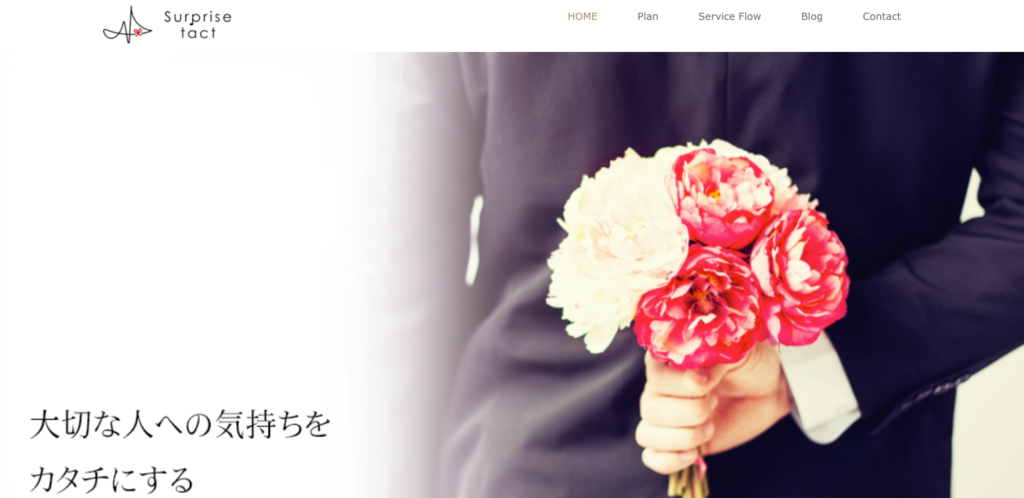 Surprise
tact
HOME
Plan
Service Flow
Blog
Contact
大切な人への気持ちを
カタチにする